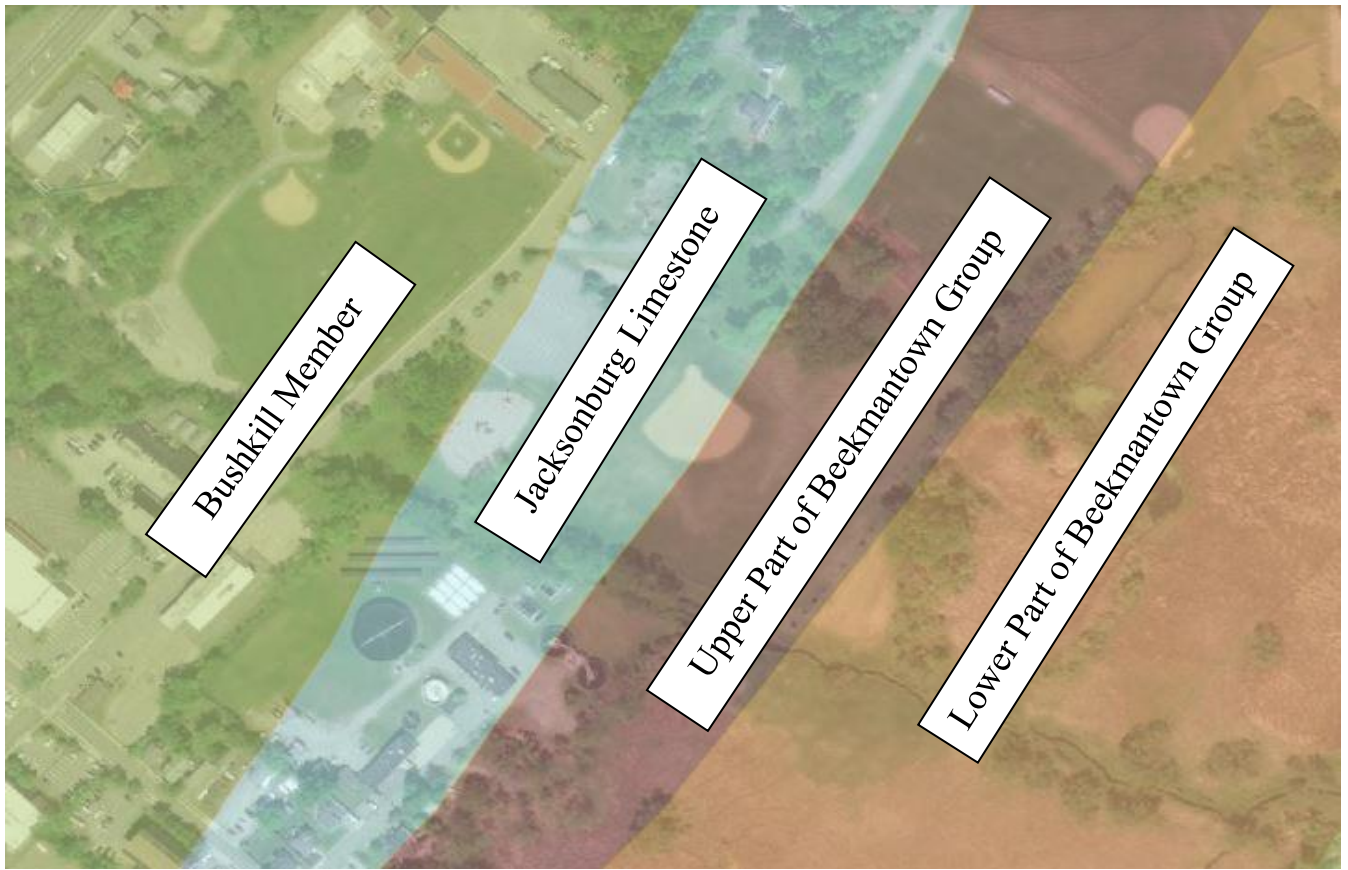 Bushkill Member
Jacksonburg Limestone
Upper Part of Beekmantown Group
Lower Part of Beekmantown Group